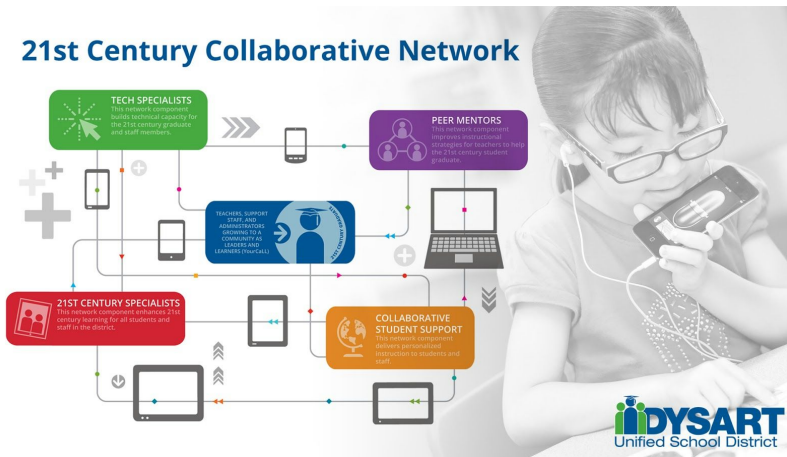 21st Century Collaborative Network
TECH SPECIALISTS
This network component
builds technical capacity for
the 21st century graduate
and staff members.
PEER MENTORS
This network component
improves instructional
strategies for teachers to help
the 21st century student
graduate.
TEACHERS, SUPPORT
STAFF, AND
ADMINISTRATORS
GROWING TO A
COMMUNITY AS
LEADERS AND
LEARNERS (YourCaLL)
21ST CENTURY GRADUATE
21ST CENTURY SPECIALISTS
This network component enhances 21st
century learning for all students and
staff in the district.
COLLABORATIVE
STUDENT SUPPORT
This network component
delivers personalized
instruction to students and
staff.
DYSART
Unified School District